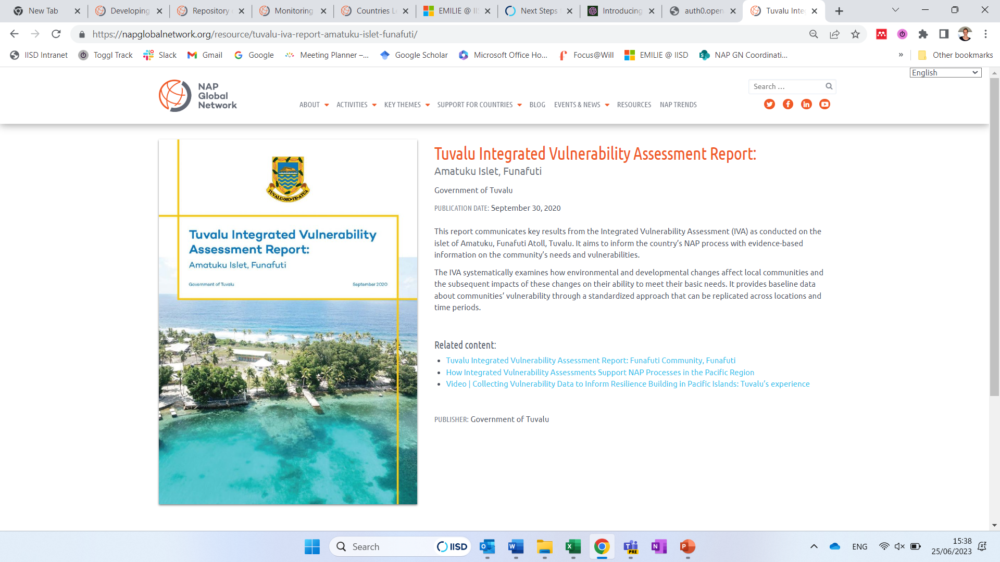 New Tab
Developing
Repository
Monitoring
Countries Le
EMILIE @ II
Next Steps
Introducing
auth0.open
Tuvalu Inte
https://napglobalnetwork.org/resource/tuvalu-iva-report-amatuku-islet-funafuti/
IISD Intranet
Toggl Track
Slack
Gmail
Google
Meeting Planner –...
Google Scholar
Microsoft Office Ho...
Focus@Will
EMILIE @ IISD
NAP GN Coordinati...
»
Other bookmarks
English
NAP
Global
Network
Search ...
ABOUT
ACTIVITIES
KEY THEMES
SUPPORT FOR COUNTRIES
BLOG
EVENTS & NEWS
RESOURCES
NAP TRENDS
TUVALU·MO·TE·ATUA
Tuvalu Integrated Vulnerability
Assessment Report:
Amatuku Islet, Funafuti
Government of Tuvalu
September 2020
Tuvalu Integrated Vulnerability Assessment Report:
Amatuku Islet, Funafuti
Government of Tuvalu
PUBLICATION DATE: September 30, 2020
This report communicates key results from the Integrated Vulnerability Assessment (IVA) as conducted on the
islet of Amatuku, Funafuti Atoll, Tuvalu. It aims to inform the country’s NAP process with evidence-based
information on the community’s needs and vulnerabilities.
The IVA systematically examines how environmental and developmental changes affect local communities and
the subsequent impacts of these changes on their ability to meet their basic needs. It provides baseline data
about communities’ vulnerability through a standardized approach that can be replicated across locations and
time periods.
Related content:
• Tuvalu Integrated Vulnerability Assessment Report: Funafuti Community, Funafuti
• How Integrated Vulnerability Assessments Support NAP Processes in the Pacific Region
• Video | Collecting Vulnerability Data to Inform Resilience Building in Pacific Islands: Tuvalu’s experience
PUBLISHER: Government of Tuvalu
Search
IISD
PRE
ENG
15:38
25/06/2023